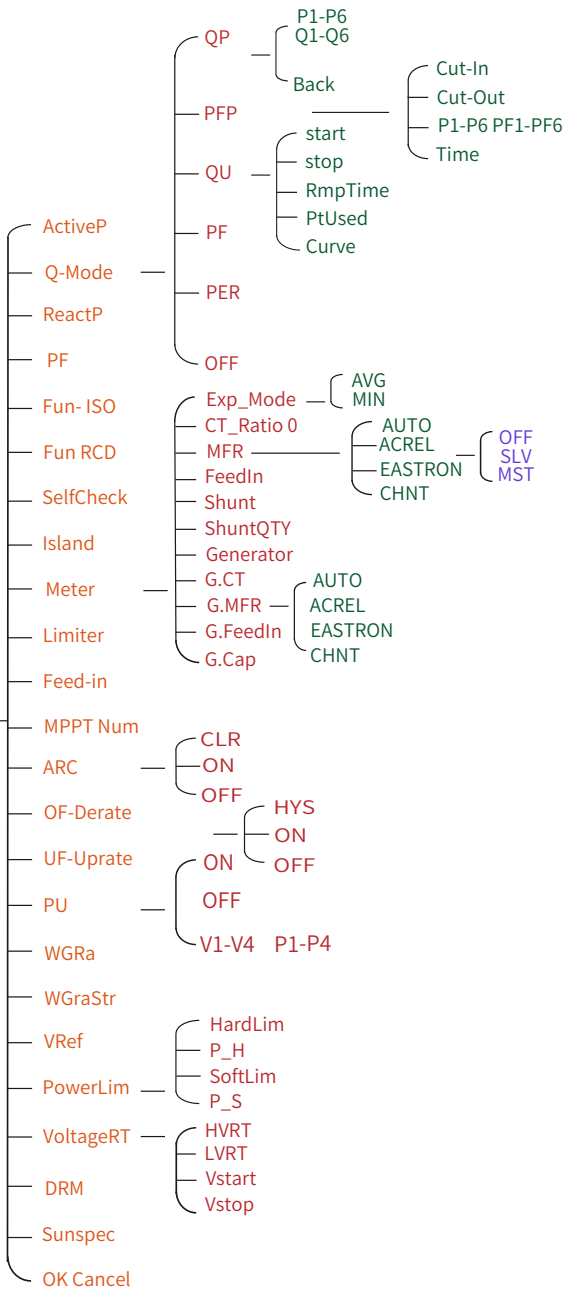 P1-P6
Q1-Q6
Back
QP
PFP
QU
PF
PER
OFF
Cut-In
Cut-Out
P1-P6 PF1-PF6
Time
start
stop
RmpTime
PtUsed
Curve
ActiveP
Q-Mode
ReactP
PF
Fun- ISO
Fun RCD
SelfCheck
Island
Meter
Limiter
Feed-in
MPPT Num
ARC
OF-Derate
UF-Uprate
PU
WGRa
WGraStr
VRef
PowerLim
VoltageRT
DRM
Sunspec
OK Cancel
Exp_Mode
CT_Ratio 0
MFR
FeedIn
Shunt
ShuntQTY
Generator
G.CT
G.MFR
G.FeedIn
G.Cap
AVG
MIN
AUTO
ACREL
EASTRON
CHNT
OFF
SLV
MST
AUTO
ACREL
EASTRON
CHNT
CLR
ON
OFF
HYS
ON
OFF
ON
OFF
V1-V4 P1-P4
HardLim
P_H
SoftLim
P_S
HVRT
LVRT
Vstart
Vstop